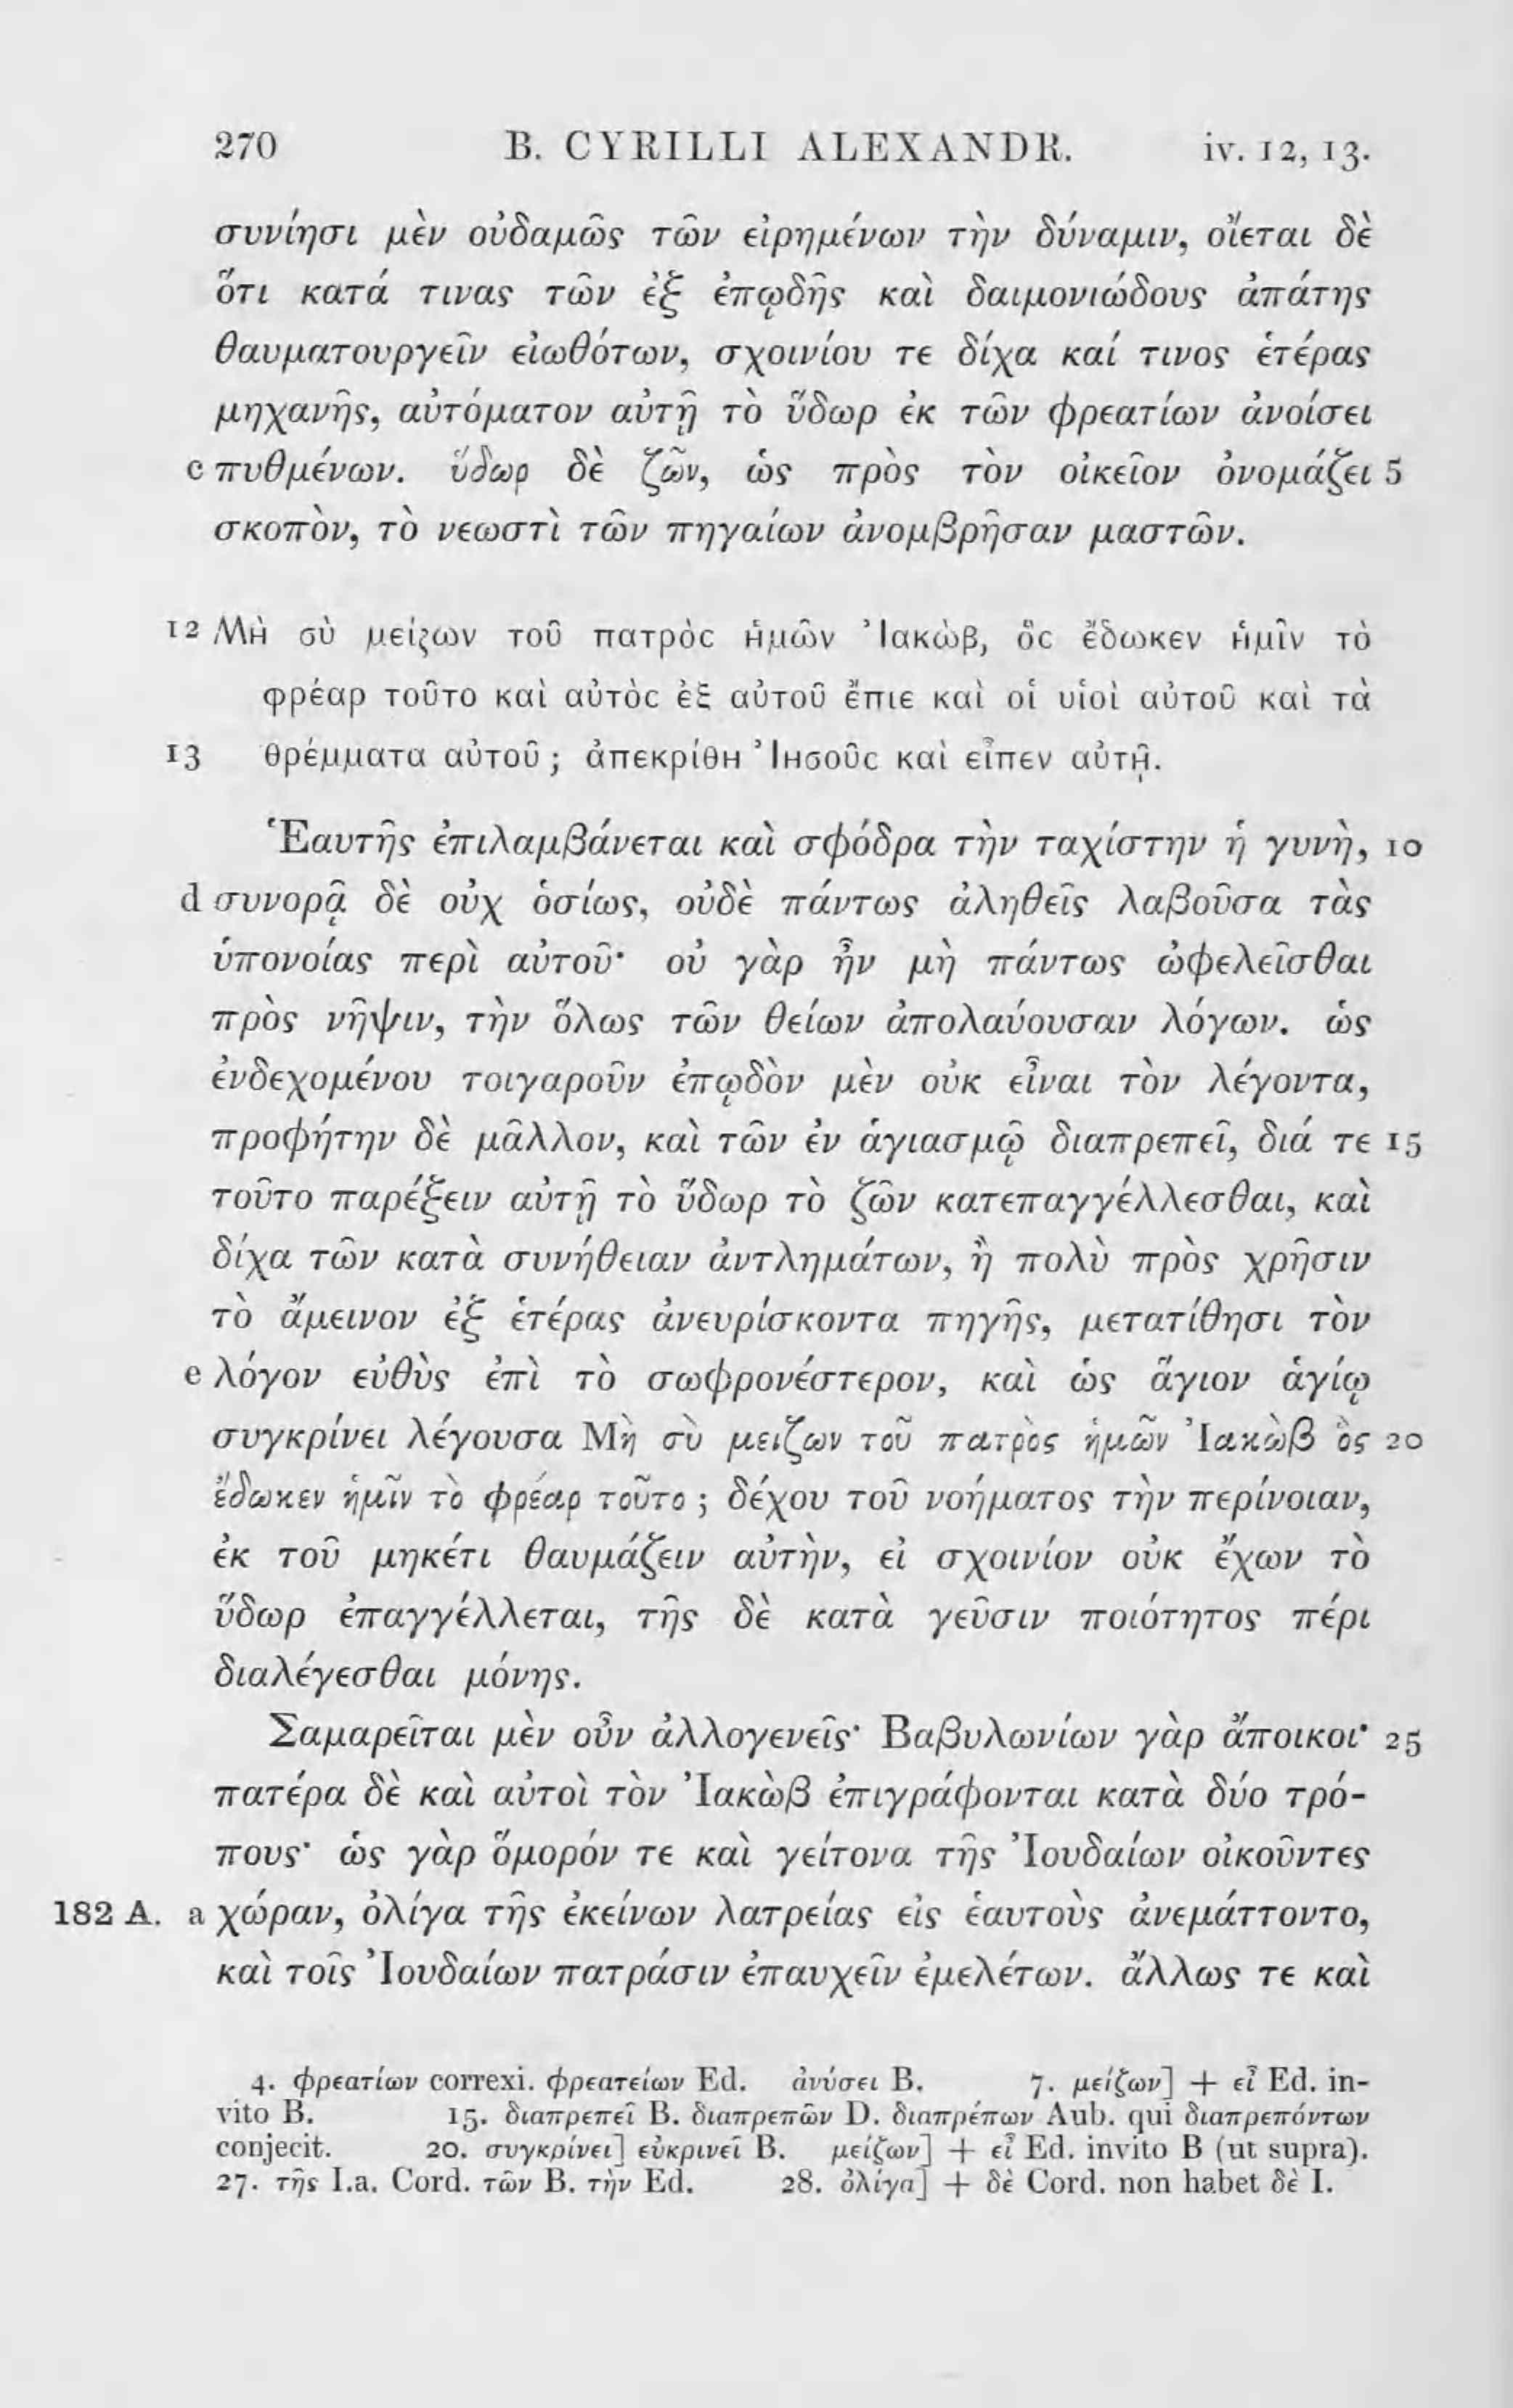 270 B. CYRILLI ALEXANDR. iv. 12, 13.
συνίησι μὲν οὐδαμῶς τῶν εἰρημένων τὴν δύναμιν, οἴεται δὲ
ὅτι κατά τινας τῶν ἐξ ἐπῳδῆς καὶ δαιμονιώδους ἀπάτης
θαυματουργεῖν εἰωθότων, σχοινίου τε δίχα καί τινος ἑτέρας
μηχανῆς, αὐτόματον αὐτῇ τὸ ὕδωρ ἐκ τῶν φρεατίων ἀνοίσει
c πυθμένων. ὕδωρ δὲ ζῶν, ὡς πρὸς τὸν οἰκεῖον ὀνομάζει 5
σκοπὸν, τὸ νεωστὶ τῶν πηγαίων ἀνομβρῆσαν μαστῶν.
12 Μὴ σὺ μείζων τοῦ πατρὸς ἡμῶν Ἰακὼβ, ὃς ἔδωκεν ἡμῖν τὸ
φρέαρ τοῦτο καὶ αὐτὸς ἐξ αὐτοῦ ἔπιε καὶ οἱ υἱοὶ αὐτοῦ καὶ τὰ
13 θρέμματα αὐτοῦ ; ἀπεκρίθη Ἰησοῦς καὶ εἶπεν αὐτῇ.
Ἑαυτῆς ἐπιλαμβάνεται καὶ σφόδρα τὴν ταχίστην ἡ γυνὴ, 10
d συνορᾷ δὲ οὐχ ὁσίως, οὐδὲ πάντως ἀληθεῖς λαβοῦσα τὰς
ὑπονοίας περὶ αὐτοῦ· οὐ γὰρ ἦν μὴ πάντως ὠφελεῖσθαι
πρὸς νῆψιν, τὴν ὅλως τῶν θείων ἀπολαύουσαν λόγων. ὡς
ἐνδεχομένου τοιγαροῦν ἐπῳδὸν μὲν οὐκ εἶναι τὸν λέγοντα,
προφήτην δὲ μᾶλλον, καὶ τῶν ἐν ἁγιασμῷ διαπρεπεῖ, διά τε 15
τοῦτο παρέξειν αὐτῇ τὸ ὕδωρ τὸ ζῶν κατεπαγγέλλεσθαι, καὶ
δίχα τῶν κατὰ συνήθειαν ἀντλημάτων, ἢ πολὺ πρὸς χρῆσιν
τὸ ἄμεινον ἐξ ἑτέρας ἀνευρίσκοντα πηγῆς, μετατίθησι τὸν
e λόγον εὐθὺς ἐπὶ τὸ σωφρονέστερον, καὶ ὡς ἅγιον ἁγίῳ
συγκρίνει λέγουσα Μὴ σὺ μείζων τοῦ πατρὸς ἡμῶν Ἰακὼβ ὃς 20
ἔδωκεν ἡμῖν τὸ φρέαρ τοῦτο ; δέχου τοῦ νοήματος τὴν περίνοιαν,
ἐκ τοῦ μηκέτι θαυμάζειν αὐτὴν, εἰ σχοινίον οὐκ ἔχων τὸ
ὕδωρ ἐπαγγέλλεται, τῆς δὲ κατὰ γεῦσιν ποιότητος πέρι
διαλέγεσθαι μόνης.
Σαμαρεῖται μὲν οὖν ἀλλογενεῖς· Βαβυλωνίων γὰρ ἄποικοι· 25
πατέρα δὲ καὶ αὐτοὶ τὸν Ἰακὼβ ἐπιγράφονται κατὰ δύο τρό-
πους· ὡς γὰρ ὅμορόν τε καὶ γείτονα τῆς Ἰουδαίων οἰκοῦντες
182 A. a χώραν, ὀλίγα τῆς ἐκείνων λατρείας εἰς ἑαυτοὺς ἀνεμάττοντο,
καὶ τοῖς Ἰουδαίων πατράσιν ἐπαυχεῖν ἐμελέτων. ἄλλως τε καὶ
4. φρεατίων correxi. φρεατείων Ed. ἀνύσει B. 7. μείζων] + εἶ Ed. in-
vito B. 15. διαπρεπεῖ B. διαπρεπῶν D. διαπρέπων Aub. qui διαπρεπόντων
conjecit. 20. συγκρίνει] εὐκρινεῖ B. μείζων] + εἶ Ed. invito B (ut supra).
27. τῆς I.a. Cord. τῶν B. τὴν Ed. 28. ὀλίγα] + δὲ Cord. non habet δὲ I.